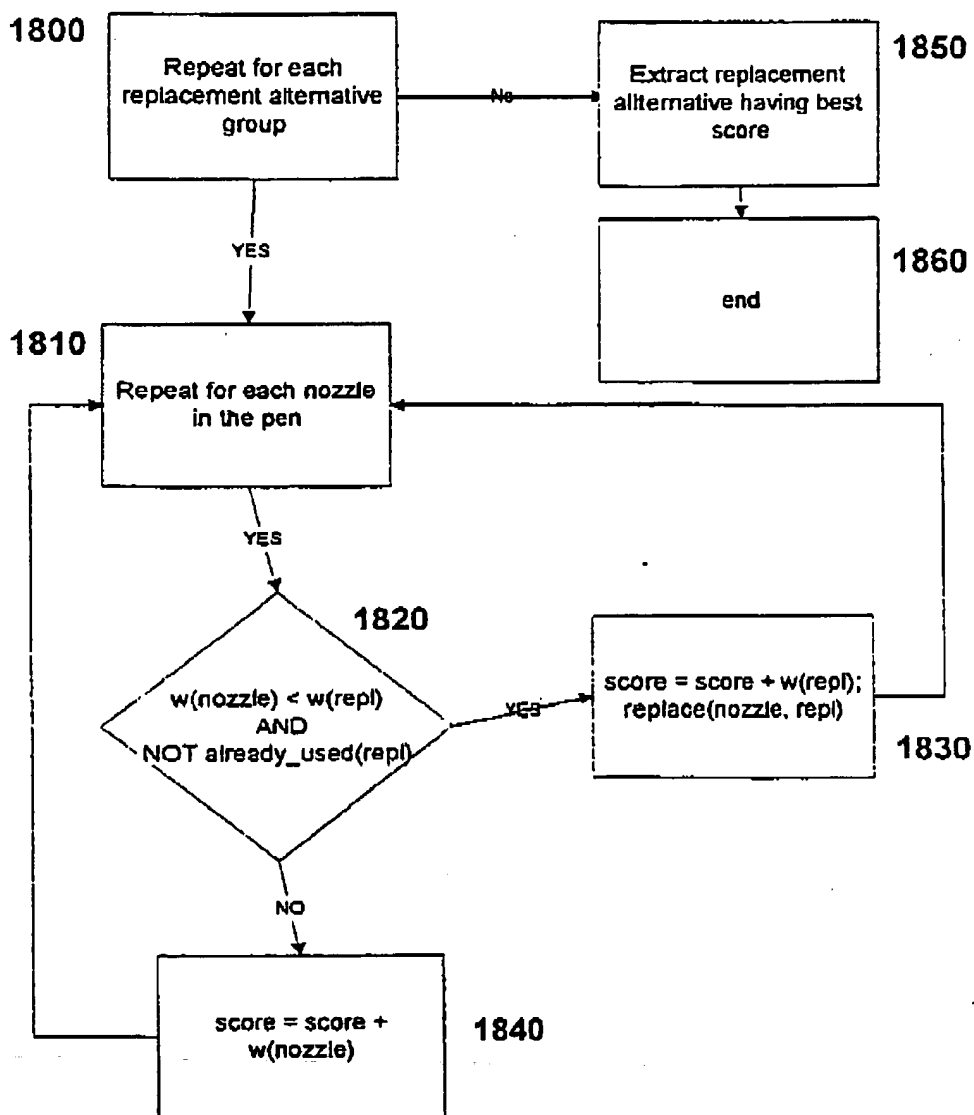 1800
Repeat for each
replacement alternative
group
No
1850
Extract replacement
allternative having best
score
YES
1860
end
1810
Repeat for each nozzle
in the pen
YES
1820
w(nozzle) < w(repl)
AND
NOT already_used(repl)
YES
score = score + w(repl);
replace(nozzle, repl)
1830
NO
score = score +
w(nozzle)
1840